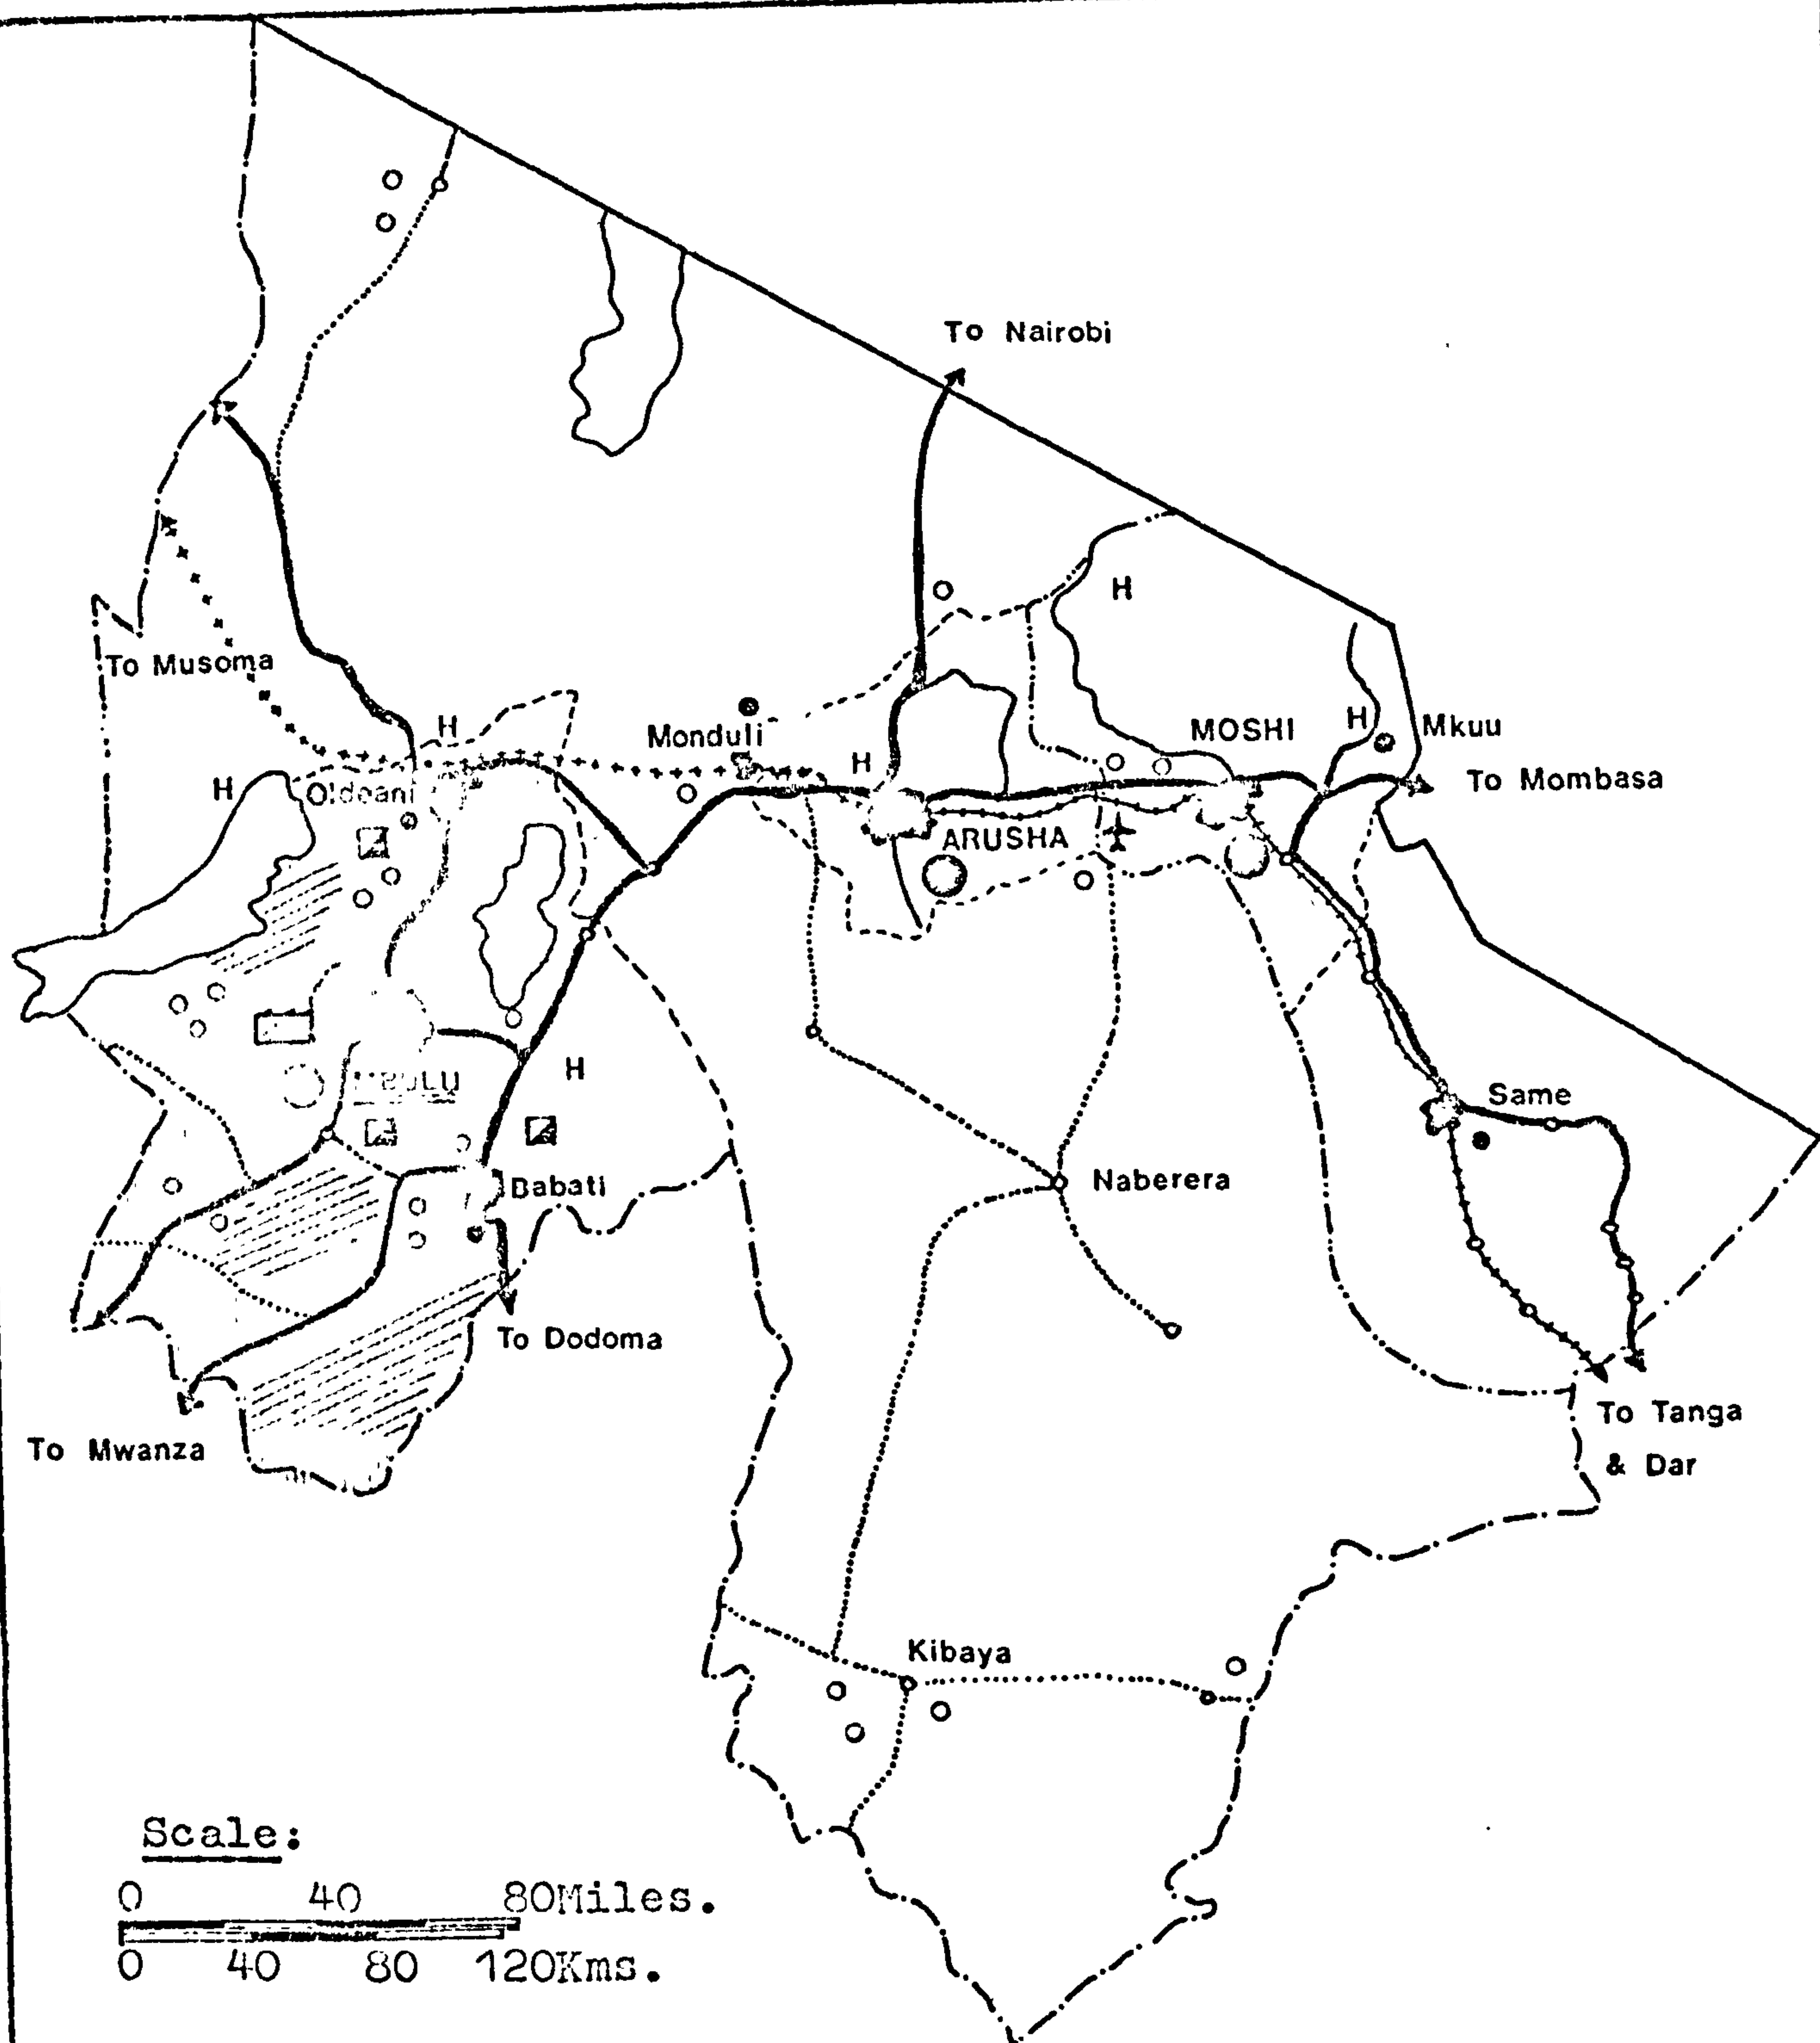 To Nairobi
H
To Musoma
H
Monduli
H
MOSHI
H
Mkuu
H
Oldeani
To Mombasa
ARUSHA
H
Same
Babati
Naberera
To Dodoma
To Tanga
& Dar
To Mwanza
Kibaya
Scale:
0 40 80Miles.
0 40 80 120Kms.